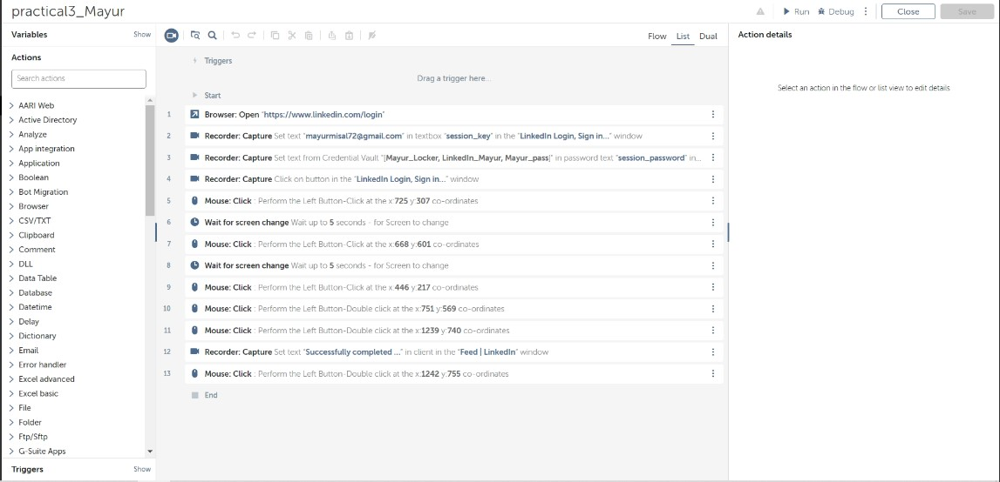 practical3_Mayur
Run
Debug
Close
Save
Variables
Show
Flow
List
Dual
Action details
Actions
Search actions
Select an action in the flow or list view to edit details
AARI Web
Active Directory
Analyze
App integration
Application
Boolean
Bot Migration
Browser
CSV/TXT
Clipboard
Comment
DLL
Data Table
Database
Datetime
Delay
Dictionary
Email
Error handler
Excel advanced
Excel basic
File
Folder
Ftp/Sftp
G-Suite Apps
Triggers
Show
Triggers
Drag a trigger here...
Start
1 Browser: Open "https://www.linkedin.com/login"
2 Recorder: Capture Set text "mayurmisal72@gmail.com" in textbox "session_key" in the "LinkedIn Login, Sign in..." window
3 Recorder: Capture Set text from Credential Vault "[Mayur_Locker, LinkedIn_Mayur, Mayur_pass]" in password text "session_password" in...
4 Recorder: Capture Click on button in the "LinkedIn Login, Sign in..." window
5 Mouse: Click : Perform the Left Button-Click at the x:725 y:307 co-ordinates
6 Wait for screen change Wait up to 5 seconds - for Screen to change
7 Mouse: Click : Perform the Left Button-Click at the x:668 y:601 co-ordinates
8 Wait for screen change Wait up to 5 seconds - for Screen to change
9 Mouse: Click : Perform the Left Button-Click at the x:446 y:217 co-ordinates
10 Mouse: Click : Perform the Left Button-Double click at the x:751 y:569 co-ordinates
11 Mouse: Click : Perform the Left Button-Double click at the x:1239 y:740 co-ordinates
12 Recorder: Capture Set text "Successfully completed ..." in client in the "Feed | LinkedIn" window
13 Mouse: Click : Perform the Left Button-Double click at the x:1242 y:755 co-ordinates
End